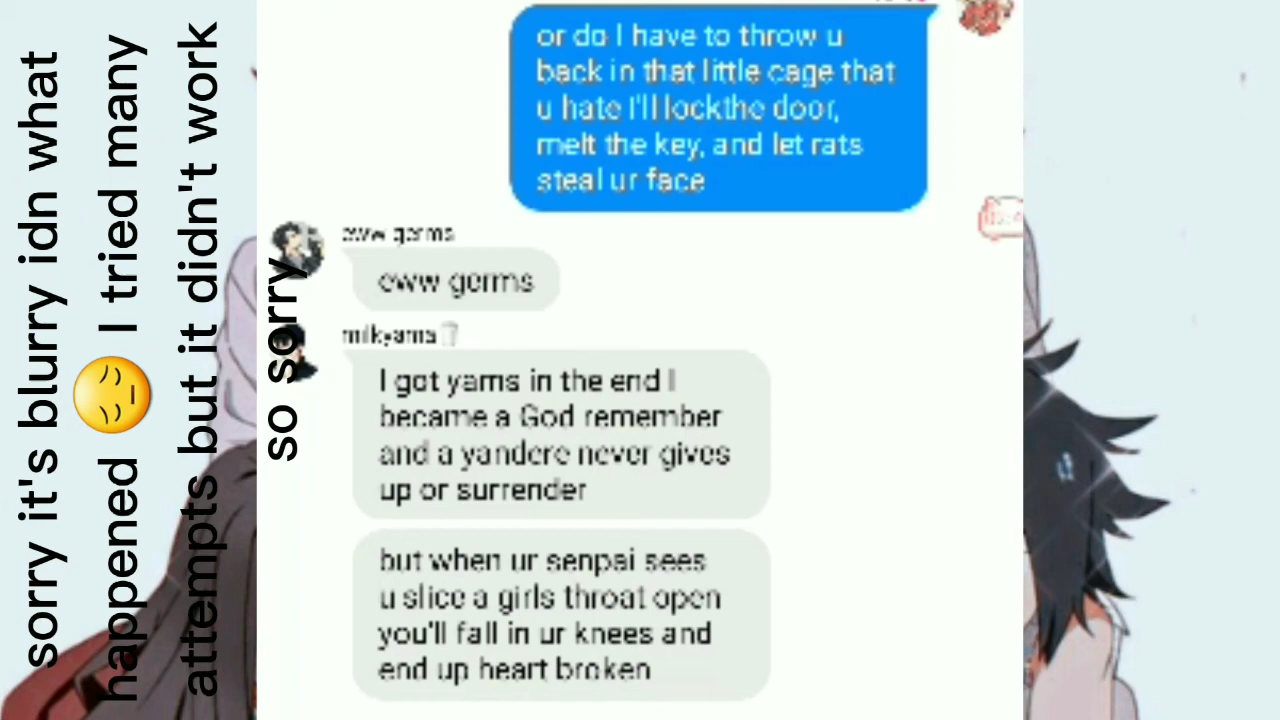 sorry it's blurry idn what
happened 😔 I tried many
attempts but it didn't work
so sorry
or do I have to throw u
back in that little cage that
u hate I'll lockthe door,
melt the key, and let rats
steal ur face
eww germs
eww germs
milkyama
I got yams in the end I
became a God remember
and a yandere never gives
up or surrender
but when ur senpai sees
u slice a girls throat open
you'll fall in ur knees and
end up heart broken